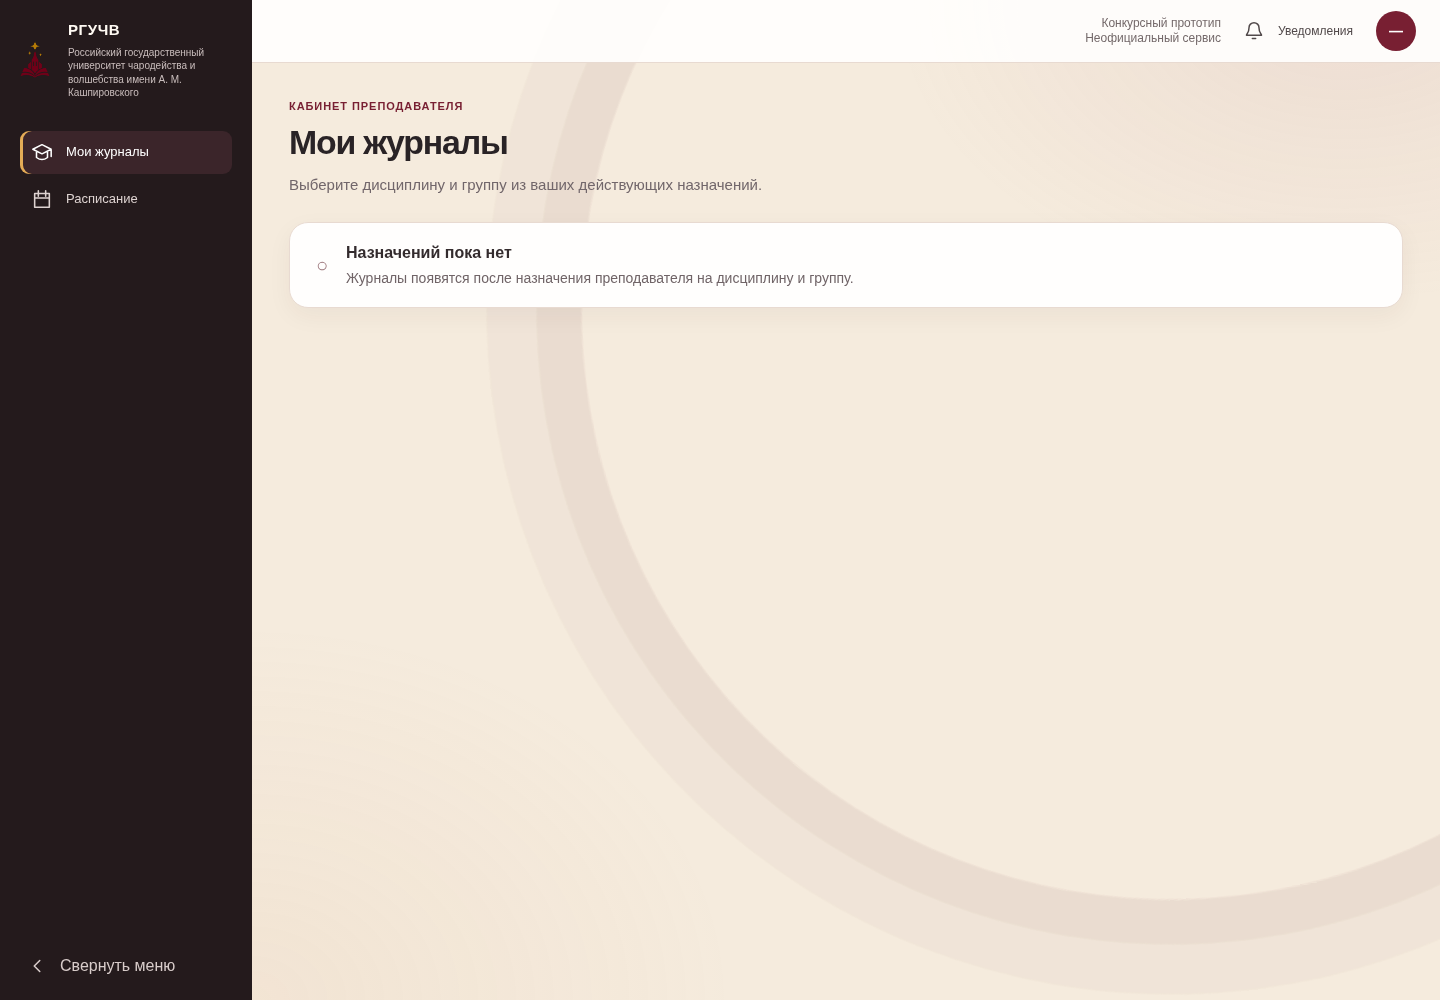 РГУЧВ
Российский государственный
университет чародейства и
волшебства имени А. М.
Кашпировского
Мои журналы
Расписание
Свернуть меню
Конкурсный прототип
Неофициальный сервис
Уведомления
—
КАБИНЕТ ПРЕПОДАВАТЕЛЯ
Мои журналы
Выберите дисциплину и группу из ваших действующих назначений.
Назначений пока нет
Журналы появятся после назначения преподавателя на дисциплину и группу.